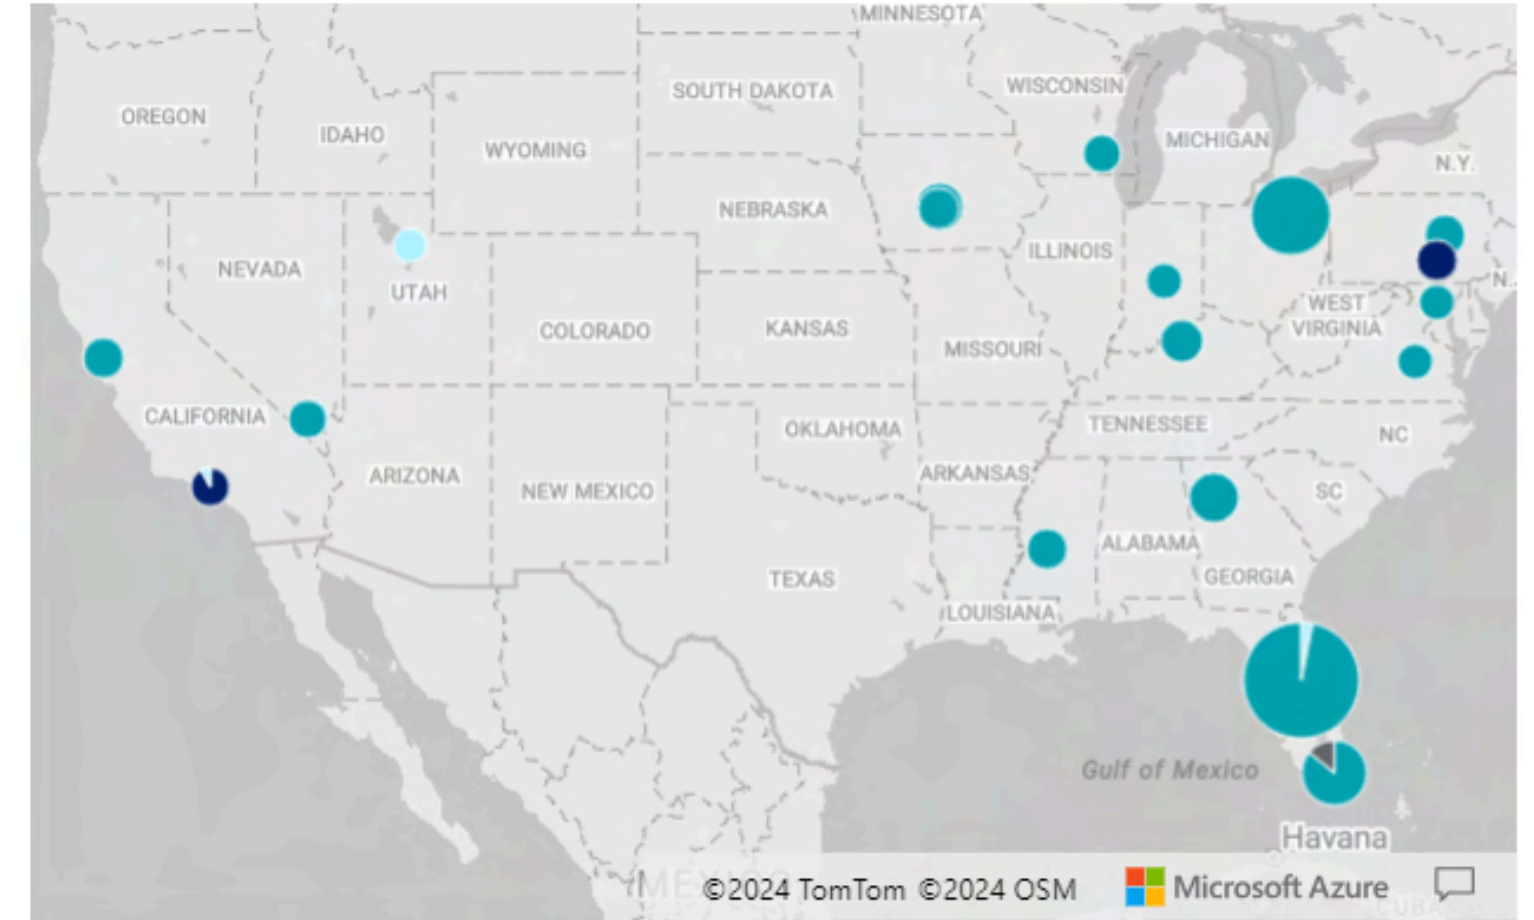 MINNESOTA
OREGON
IDAHO
WYOMING
SOUTH DAKOTA
WISCONSIN
MICHIGAN
N.Y.
NEVADA
UTAH
NEBRASKA
ILLINOIS
COLORADO
KANSAS
MISSOURI
WEST
VIRGINIA
CALIFORNIA
ARIZONA
NEW MEXICO
OKLAHOMA
ARKANSAS
TENNESSEE
NC
SC
TEXAS
LOUISIANA
ALABAMA
GEORGIA
Gulf of Mexico
Havana
MEXICO
CUBA
©2024 TomTom ©2024 OSM
Microsoft Azure